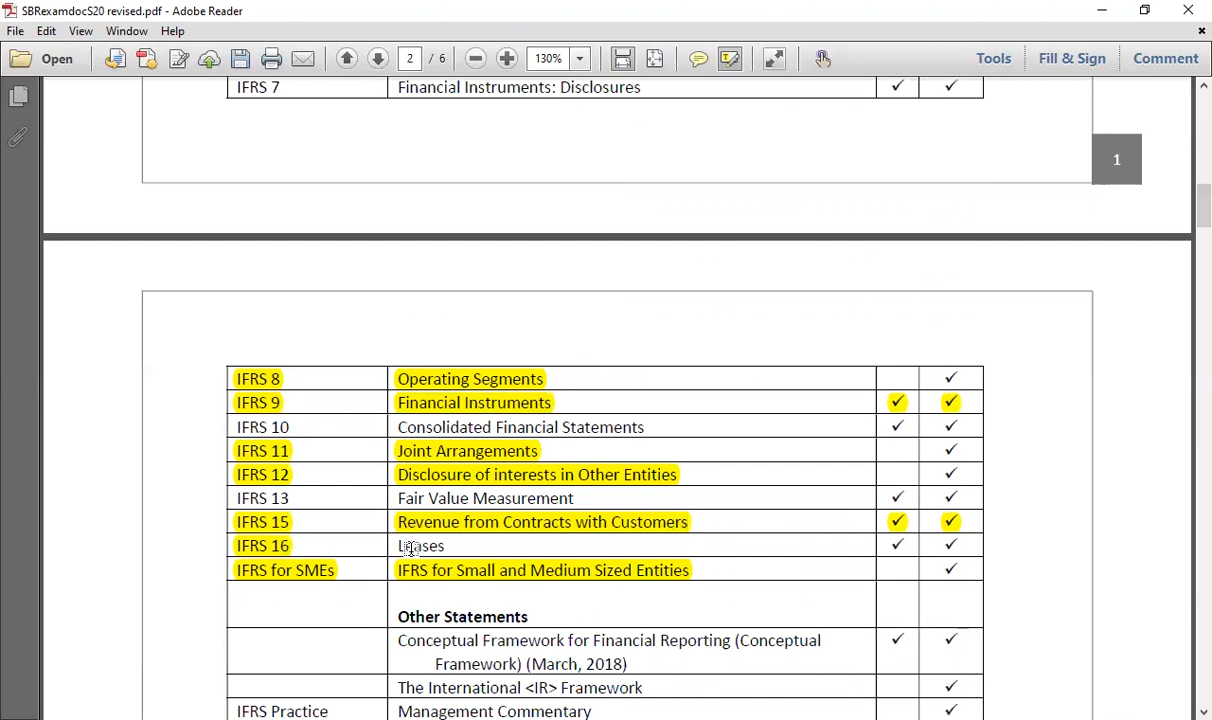 SBRexamdocS20 revised.pdf - Adobe Reader
File Edit View Window Help
Open 2 / 6 130% Tools Fill & Sign Comment
IFRS 7 Financial Instruments: Disclosures ✓ ✓
1
IFRS 8 Operating Segments ✓
IFRS 9 Financial Instruments ✓ ✓
IFRS 10 Consolidated Financial Statements ✓ ✓
IFRS 11 Joint Arrangements ✓
IFRS 12 Disclosure of interests in Other Entities ✓
IFRS 13 Fair Value Measurement ✓ ✓
IFRS 15 Revenue from Contracts with Customers ✓ ✓
IFRS 16 Leases ✓ ✓
IFRS for SMEs IFRS for Small and Medium Sized Entities ✓
Other Statements
Conceptual Framework for Financial Reporting (Conceptual ✓ ✓
Framework) (March, 2018)
The International <IR> Framework ✓
IFRS Practice Management Commentary ✓